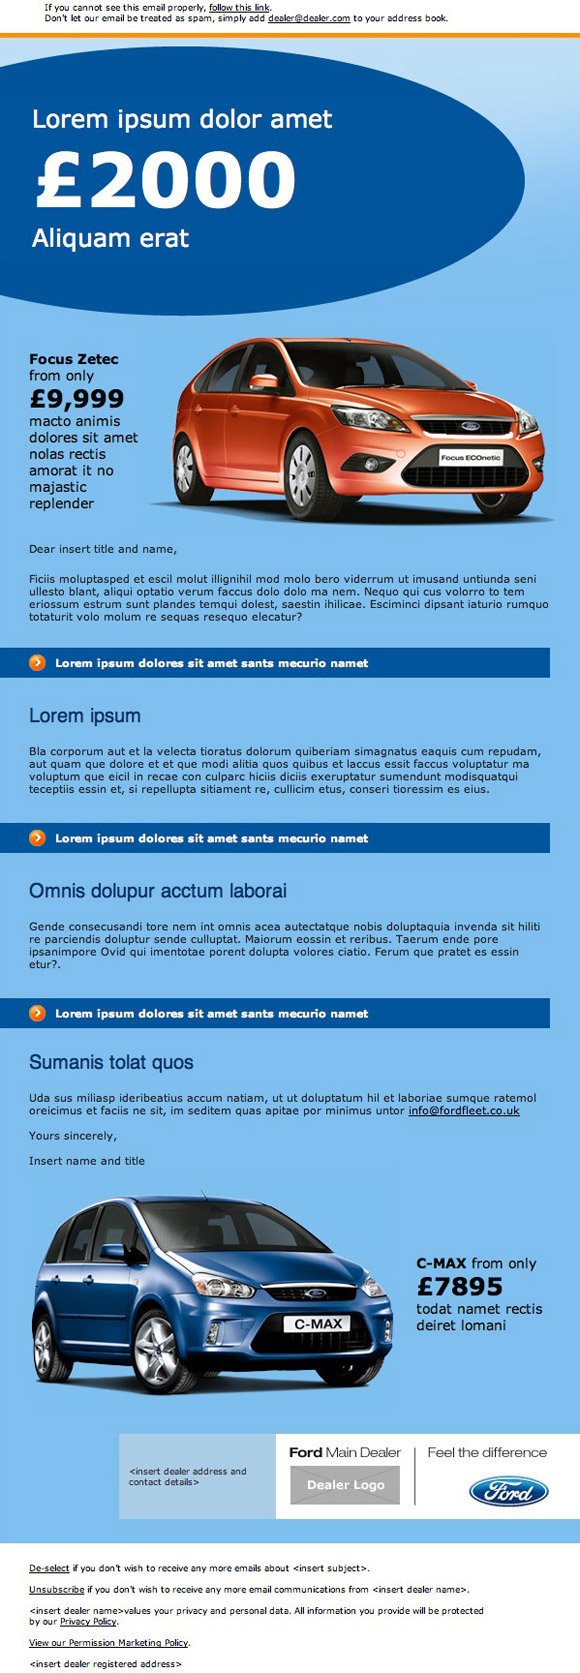 If you cannot see this email properly, follow this link.
Don't let our email be treated as spam, simply add dealer@dealer.com to your address book.
Lorem ipsum dolor amet
£2000
Aliquam erat
Focus Zetec
from only
£9,999
macto animis
dolores sit amet
nolas rectis
amorat it no
majastic
replender
Ford
Focus ECOnetic
Dear insert title and name,
Ficiis moluptasped et escil molut illignihil mod molo bero viderrum ut imusand untiunda seni
ullesto blant, aliqui optatio verum faccus dolo dolo ma nem. Nequo qui cus volorro to tem
eriossum estrum sunt plandes temqui dolest, saestin ihilicae. Esciminci dipsant iaturio rumquo
totaturit volo molum re sequas resequo elecatur?
Lorem ipsum dolores sit amet sants mecurio namet
Lorem ipsum
Bla corporum aut et la velecta tioratus dolorum quiberiam simagnatus eaquis cum repudam,
aut quam que dolore et et que modi alitia quos quibus et laccus essit faccus voluptatur ma
voluptum que eicil in recae con culparc hiciis diciis exeruptatur sumendunt modisquatqui
teceptiis essin et, si repellupta sitiament re, cullicim etus, conseri tioressim es eius.
Lorem ipsum dolores sit amet sants mecurio namet
Omnis dolupur acctum laborai
Gende consecusandi tore nem int omnis acea autectatque nobis doluptaquia invenda sit hiliti
re parciendis doluptur sende culluptat. Maiorum eossin et reribus. Taerum ende pore
ipsanimpore Ovid qui imentotae porent dolupta volores ciatio. Ferum que pratet es essin
etur?.
Lorem ipsum dolores sit amet sants mecurio namet
Sumanis tolat quos
Uda sus miliasp ideribeatius accum natiam, ut ut doluptatum hil et laboriae sumque ratemol
oreicimus et faciis ne sit, im seditem quas apitae por minimus untor info@fordfleet.co.uk
Yours sincerely,
Insert name and title
Ford
C-MAX
C-MAX from only
£7895
todat namet rectis
deiret lomani
<insert dealer address and
contact details>
Ford Main Dealer
Dealer Logo
Feel the difference
Ford
De-select if you don't wish to receive any more emails about <insert subject>.
Unsubscribe if you don't wish to receive any more email communications from <insert dealer name>.
<insert dealer name>values your privacy and personal data. All information you provide will be protected
by our Privacy Policy.
View our Permission Marketing Policy.
<insert dealer registered address>